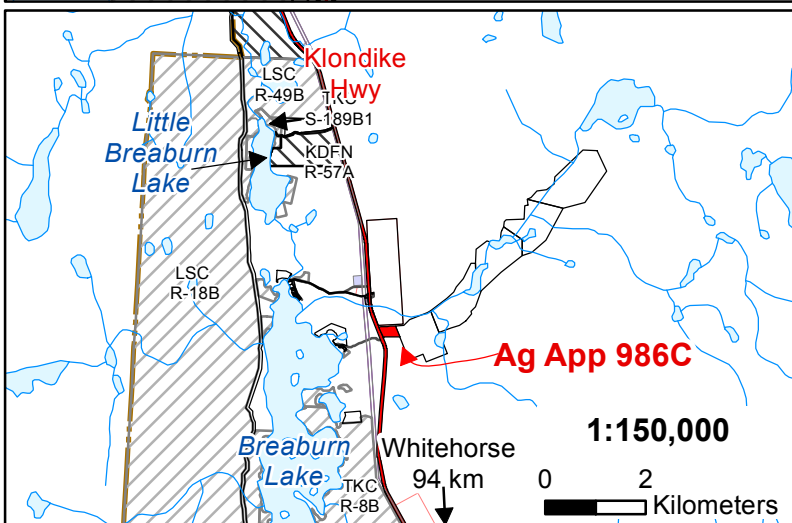 Klondike
Hwy
LSC
R-49B
TKC
S-189B1
Little
Breaburn
Lake
KDFN
R-57A
LSC
R-18B
Ag App 986C
1:150,000
Breaburn
Lake
Whitehorse
94 km
0 2
Kilometers
TKC
R-8B